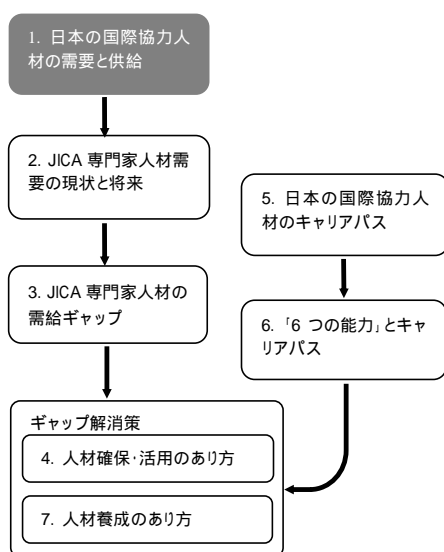 1. 日本の国際協力人
材の需要と供給
2. JICA 専門家人材需
要の現状と将来
3. JICA 専門家人材の
需給ギャップ
5. 日本の国際協力人
材のキャリアパス
6. 「6 つの能力」とキャ
リアパス
ギャップ解消策
4. 人材確保・活用のあり方
7. 人材養成のあり方